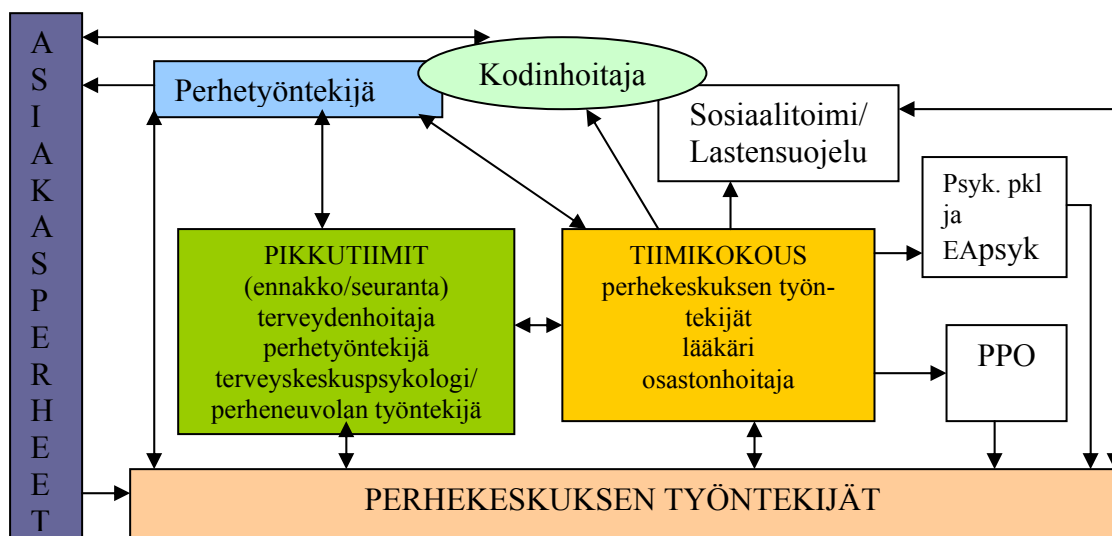 ASIAKASPERHEET
Kodinhoitaja
Perhetyöntekijä
Sosiaalitoimi/
Lastensuojelu
Psyk. pkl
ja
EApsyk
PIKKUTIIMIT
(ennakko/seuranta)
terveydenhoitaja
perhetyöntekijä
terveyskeskuspsykologi/
perheneuvolan työntekijä
TIIMIKOKOUS
perhekeskuksen työn-
tekijät
lääkäri
osastonhoitaja
PPO
PERHEKESKUKSEN TYÖNTEKIJÄT